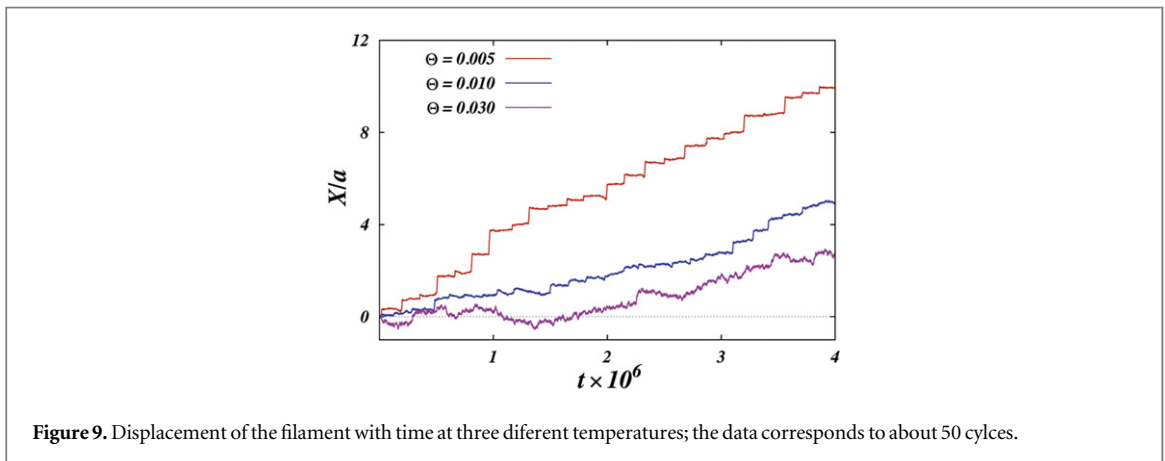 12
Θ = 0.005
Θ = 0.010
Θ = 0.030
8
X/a
4
0
1 2 3 4
t × 10⁶
Figure 9. Displacement of the filament with time at three diferent temperatures; the data corresponds to about 50 cylces.